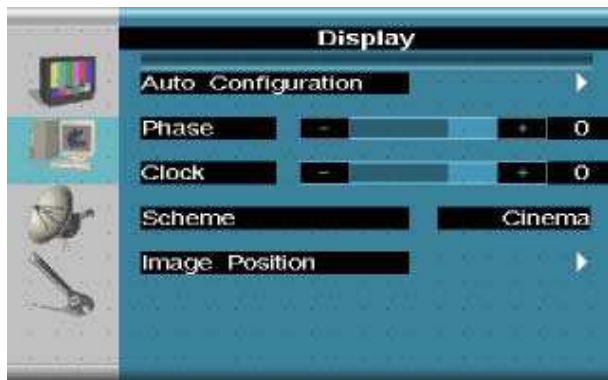 Display
Auto Configuration
Phase - + 0
Clock - + 0
Scheme Cinema
Image Position